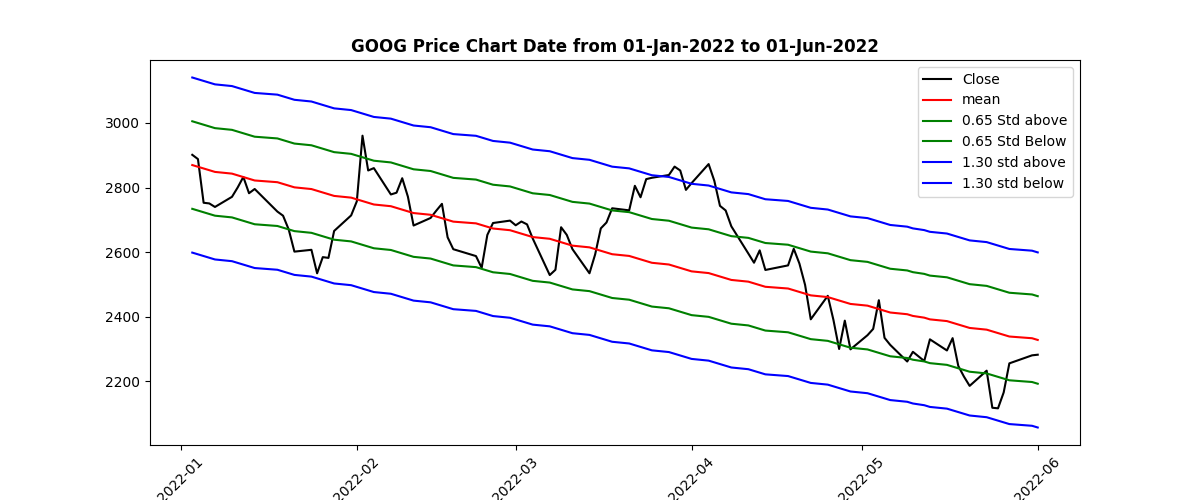 GOOG Price Chart Date from 01-Jan-2022 to 01-Jun-2022
Close
mean
0.65 Std above
0.65 Std Below
1.30 std above
1.30 std below
3000
2800
2600
2400
2200
2022-01
2022-02
2022-03
2022-04
2022-05
2022-06